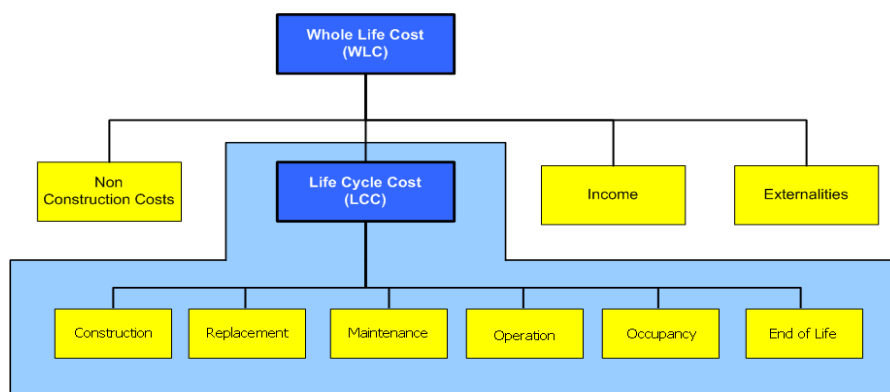 Whole Life Cost
(WLC)
Non
Construction Costs
Life Cycle Cost
(LCC)
Income
Externalities
Construction
Replacement
Maintenance
Operation
Occupancy
End of Life